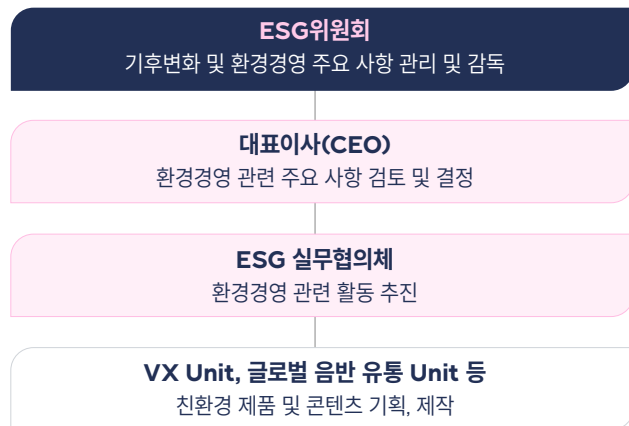 ESG위원회
기후변화 및 환경경영 주요 사항 관리 및 감독
대표이사(CEO)
환경경영 관련 주요 사항 검토 및 결정
ESG 실무협의체
환경경영 관련 활동 추진
VX Unit, 글로벌 음반 유통 Unit 등
친환경 제품 및 콘텐츠 기획, 제작